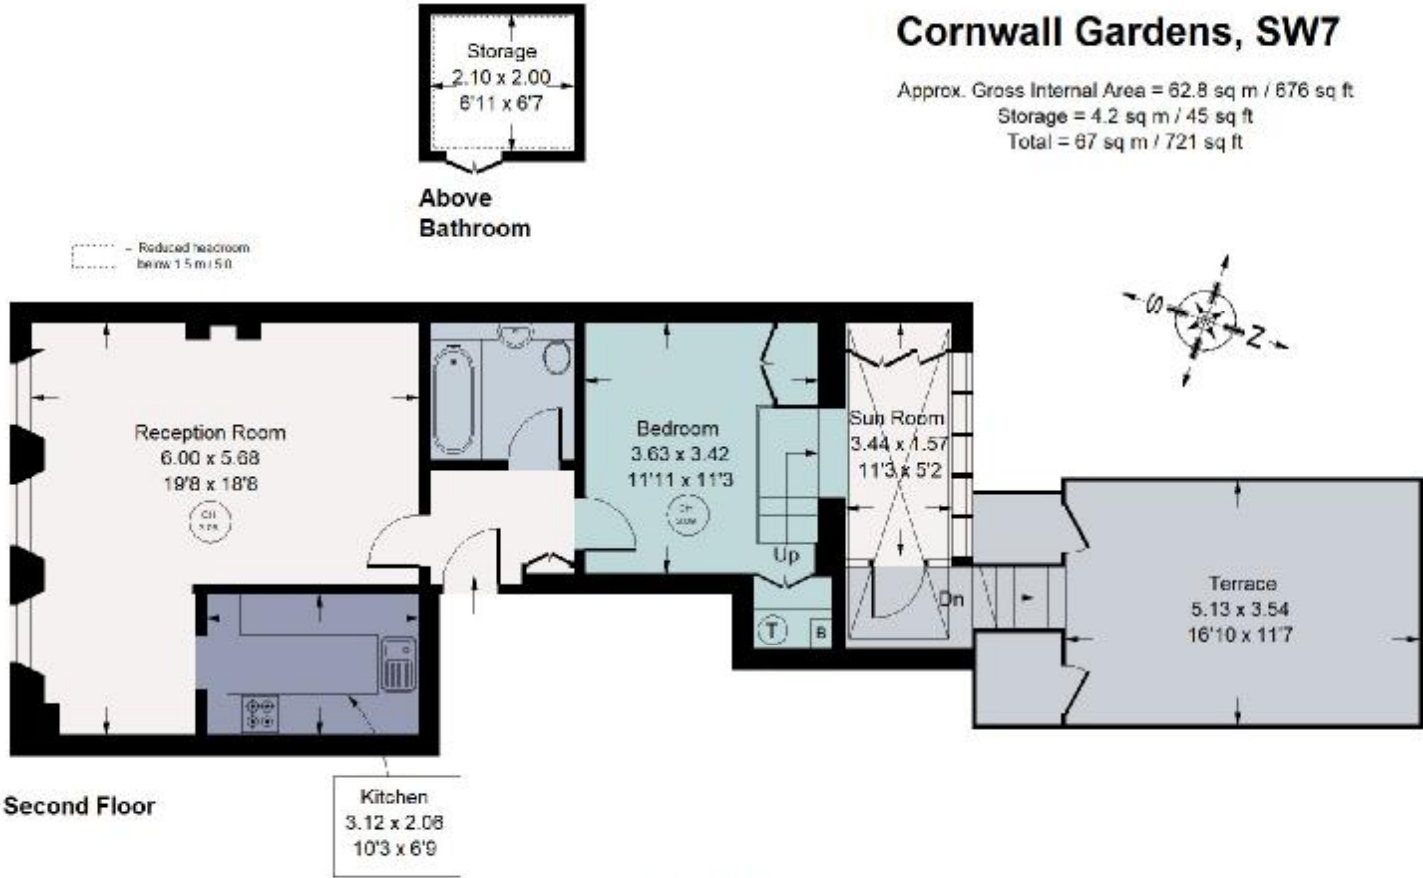 Cornwall Gardens, SW7
Approx. Gross Internal Area = 62.8 sq m / 676 sq ft
Storage = 4.2 sq m / 45 sq ft
Total = 67 sq m / 721 sq ft
Storage
2.10 x 2.00
6'11 x 6'7
Above
Bathroom
- Reduced headroom
below 1.5 m / 5.0
S
N
Reception Room
6.00 x 5.68
19'8 x 18'8
CH
Bedroom
3.63 x 3.42
11'11 x 11'3
CH
Up
Sun Room
3.44 x 1.57
11'3 x 5'2
Dn
T
B
Terrace
5.13 x 3.54
16'10 x 11'7
Kitchen
3.12 x 2.06
10'3 x 6'9
Second Floor